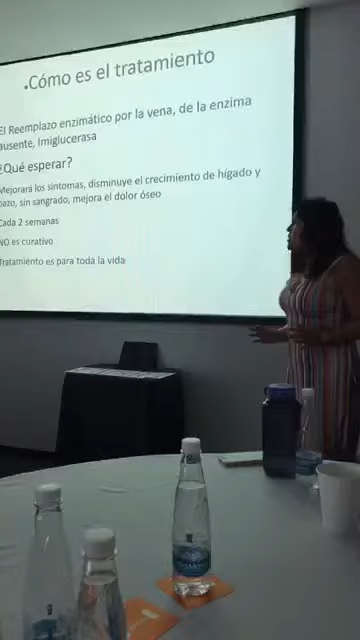 .Cómo es el tratamiento
El Reemplazo enzimático por la vena, de la enzima
ausente, Imiglucerasa
¿Qué esperar?
Mejorará los síntomas, disminuye el crecimiento de hígado y
bazo, sin sangrado, mejora el dolor óseo
Cada 2 semanas
NO es curativo
Tratamiento es para toda la vida